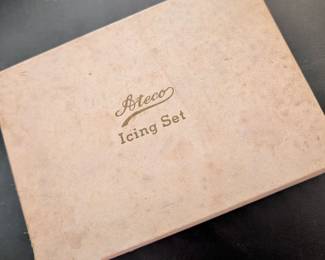 Ateco
Icing Set